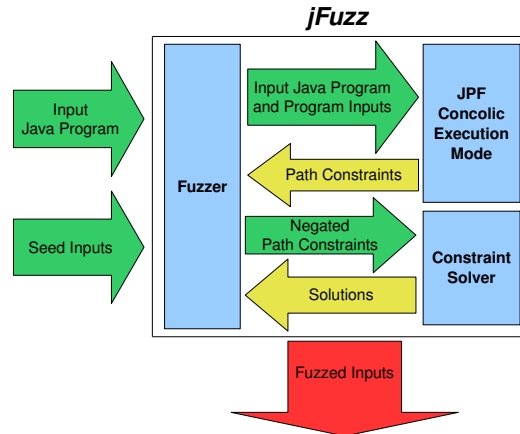 jFuzz
Input
Java Program
Seed Inputs
Fuzzer
Input Java Program
and Program Inputs
Path Constraints
Negated
Path Constraints
Solutions
JPF
Concolic
Execution
Mode
Constraint
Solver
Fuzzed Inputs